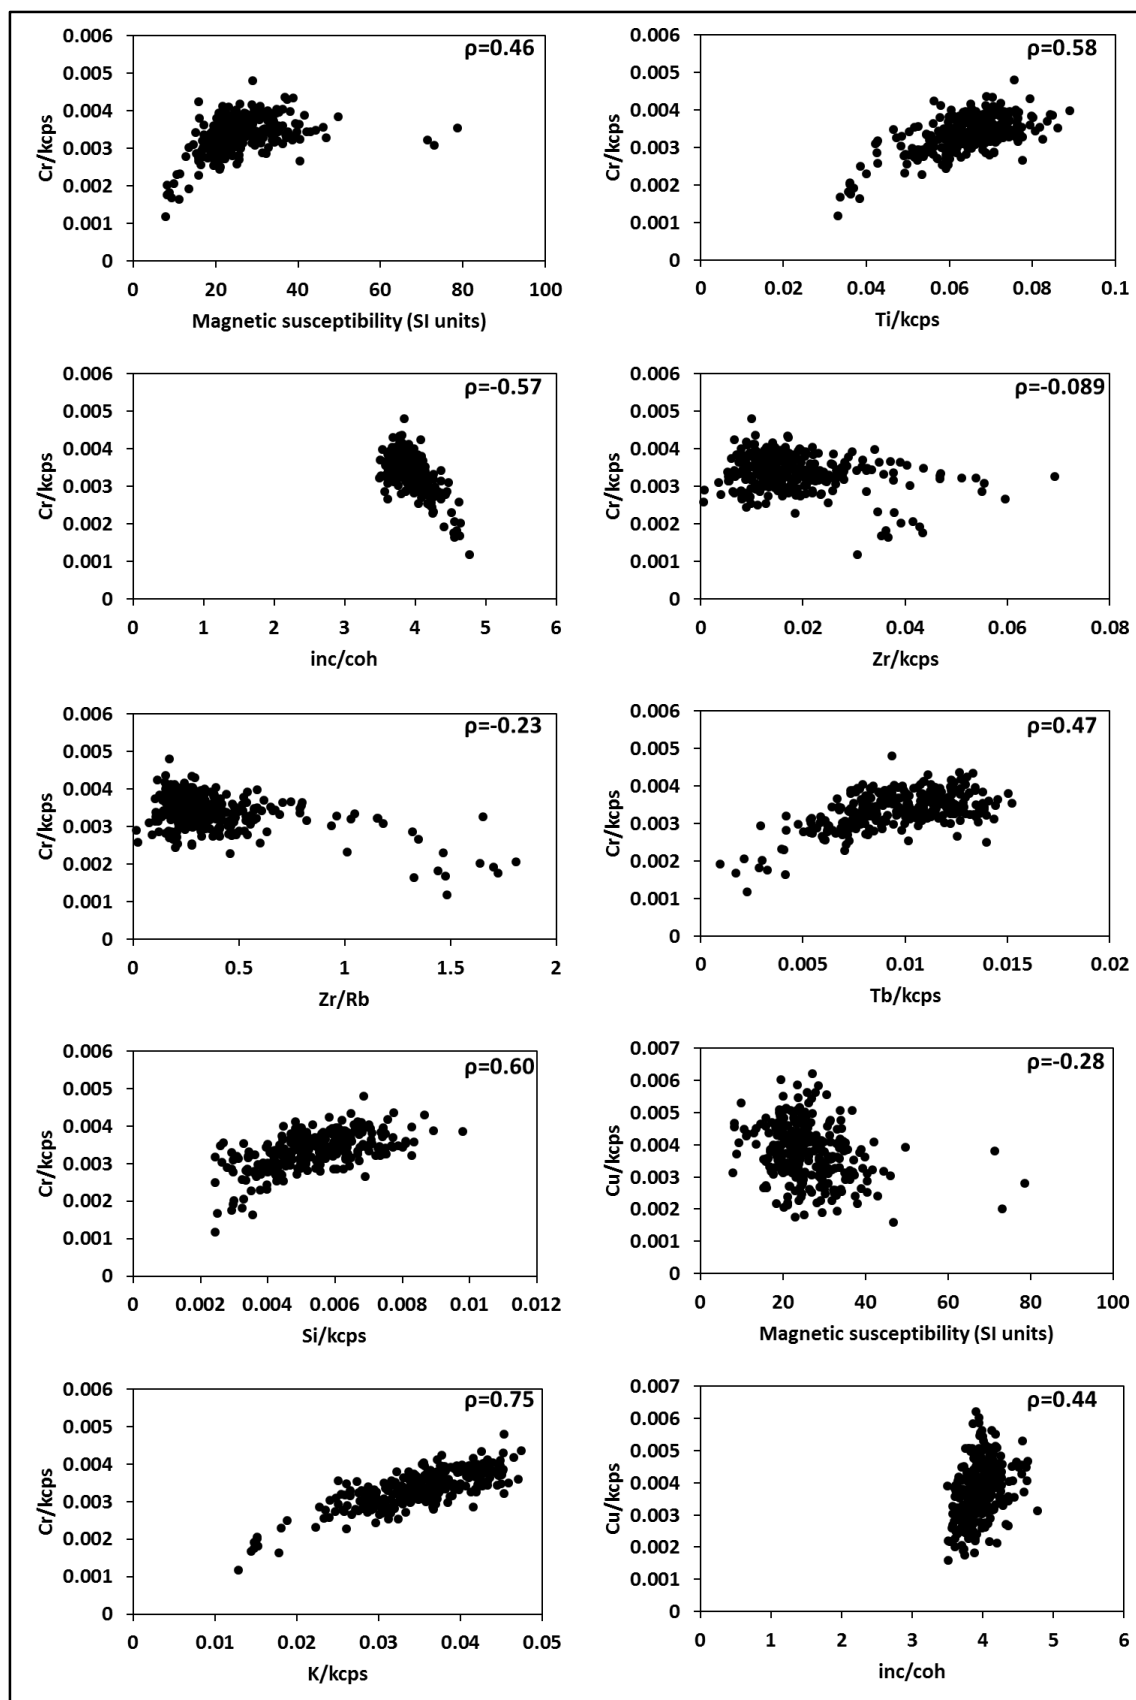 0.006
0.005
0.004
0.003
0.002
0.001
0
Cr/kcps
ρ=0.46
0 20 40 60 80 100
Magnetic susceptibility (SI units)
0.006
0.005
0.004
0.003
0.002
0.001
0
Cr/kcps
ρ=0.58
0 0.02 0.04 0.06 0.08 0.1
Ti/kcps
0.006
0.005
0.004
0.003
0.002
0.001
0
Cr/kcps
ρ=-0.57
0 1 2 3 4 5 6
inc/coh
0.006
0.005
0.004
0.003
0.002
0.001
0
Cr/kcps
ρ=-0.089
0 0.02 0.04 0.06 0.08
Zr/kcps
0.006
0.005
0.004
0.003
0.002
0.001
0
Cr/kcps
ρ=-0.23
0 0.5 1 1.5 2
Zr/Rb
0.006
0.005
0.004
0.003
0.002
0.001
0
Cr/kcps
ρ=0.47
0 0.005 0.01 0.015 0.02
Tb/kcps
0.006
0.005
0.004
0.003
0.002
0.001
0
Cr/kcps
ρ=0.60
0 0.002 0.004 0.006 0.008 0.01 0.012
Si/kcps
0.007
0.006
0.005
0.004
0.003
0.002
0.001
0
Cu/kcps
ρ=-0.28
0 20 40 60 80 100
Magnetic susceptibility (SI units)
0.006
0.005
0.004
0.003
0.002
0.001
0
Cr/kcps
ρ=0.75
0 0.01 0.02 0.03 0.04 0.05
K/kcps
0.007
0.006
0.005
0.004
0.003
0.002
0.001
0
Cu/kcps
ρ=0.44
0 1 2 3 4 5 6
inc/coh